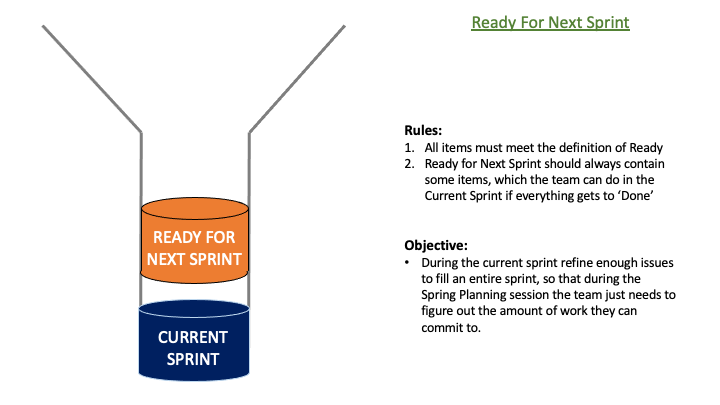 Ready For Next Sprint
Rules:
1. All items must meet the definition of Ready
2. Ready for Next Sprint should always contain
some items, which the team can do in the
Current Sprint if everything gets to ‘Done’
Objective:
• During the current sprint refine enough issues
to fill an entire sprint, so that during the
Spring Planning session the team just needs to
figure out the amount of work they can
commit to.
READY FOR
NEXT SPRINT
CURRENT
SPRINT